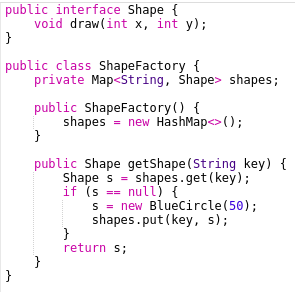 public interface Shape {
    void draw(int x, int y);
}

public class ShapeFactory {
    private Map<String, Shape> shapes;

    public ShapeFactory() {
        shapes = new HashMap<>();
    }

    public Shape getShape(String key) {
        Shape s = shapes.get(key);
        if (s == null) {
            s = new BlueCircle(50);
            shapes.put(key, s);
        }
        return s;
    }
}